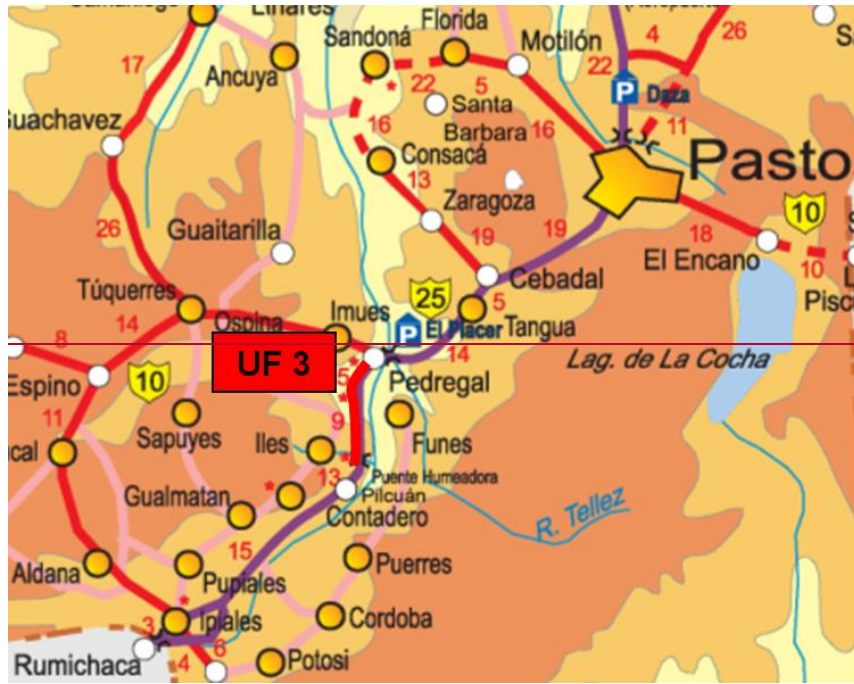 Linares
Florida
Sandoná
Motilón
4
26
17
Ancuya
22
5
22
P Daza
Santa
Barbara
11
16
16
Guachavez
Consacá
Pasto
13
Zaragoza
10
26
19
19
18
Guaitarilla
El Encano
10
Cebadal
Túquerres
25
5
Imues
Ospina
P El Placer
Tangua
14
8
14
UF 3
5
Lag. de La Cocha
Espino
10
Pedregal
11
9
Sapuyes
Iles
Funes
13
Puente Humeadora
Pilcuán
Gualmatan
Contadero
R. Tellez
15
Aldana
Pupiales
Puerres
Ipiales
Cordoba
3
4
6
Rumichaca
Potosi